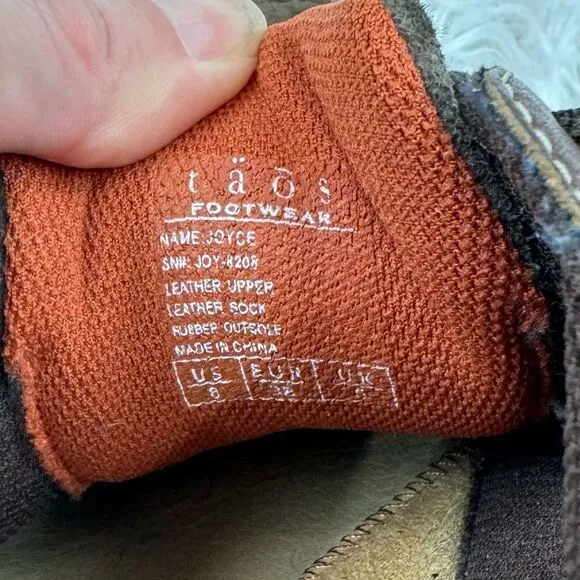 täōs
FOOTWEAR
NAME: JOYCE
SN#: JOY-8208
LEATHER UPPER
LEATHER SOCK
RUBBER OUTSOLE
MADE IN CHINA
US EUR UK
8 38